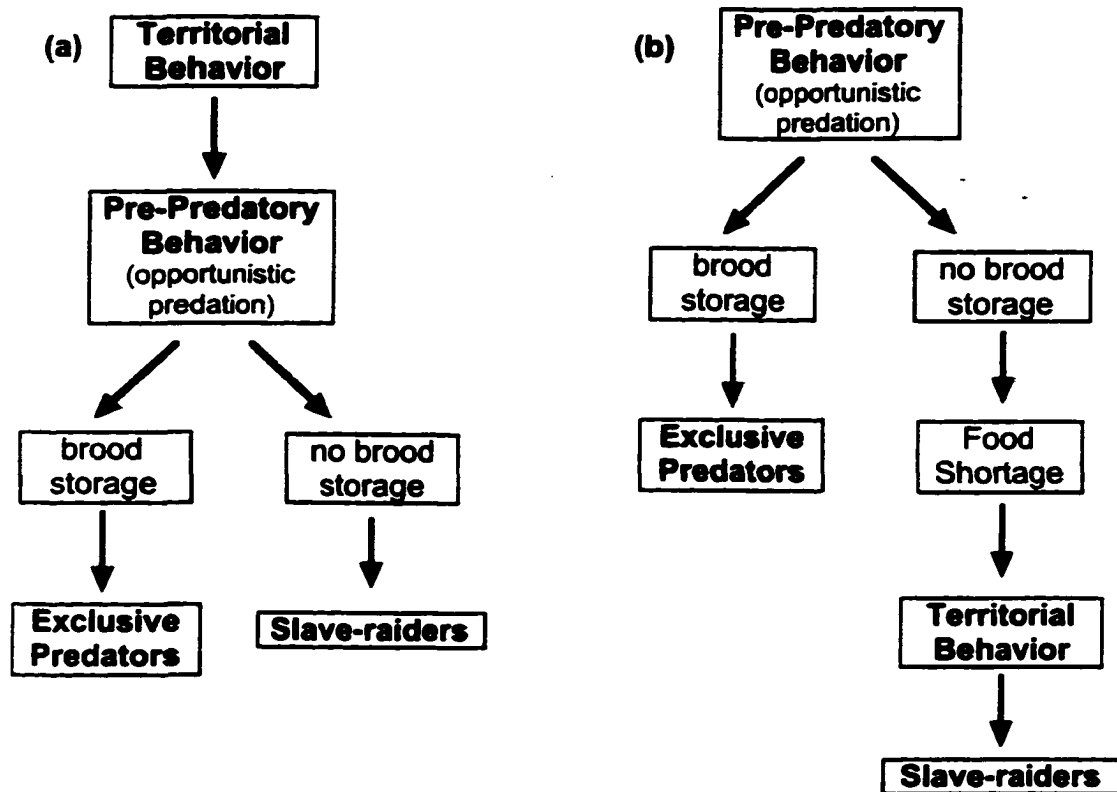 (a)
Territorial
Behavior
Pre-Predatory
Behavior
(opportunistic
predation)
brood
storage
no brood
storage
Exclusive
Predators
Slave-raiders
(b)
Pre-Predatory
Behavior
(opportunistic
predation)
brood
storage
no brood
storage
Exclusive
Predators
Food
Shortage
Territorial
Behavior
Slave-raiders